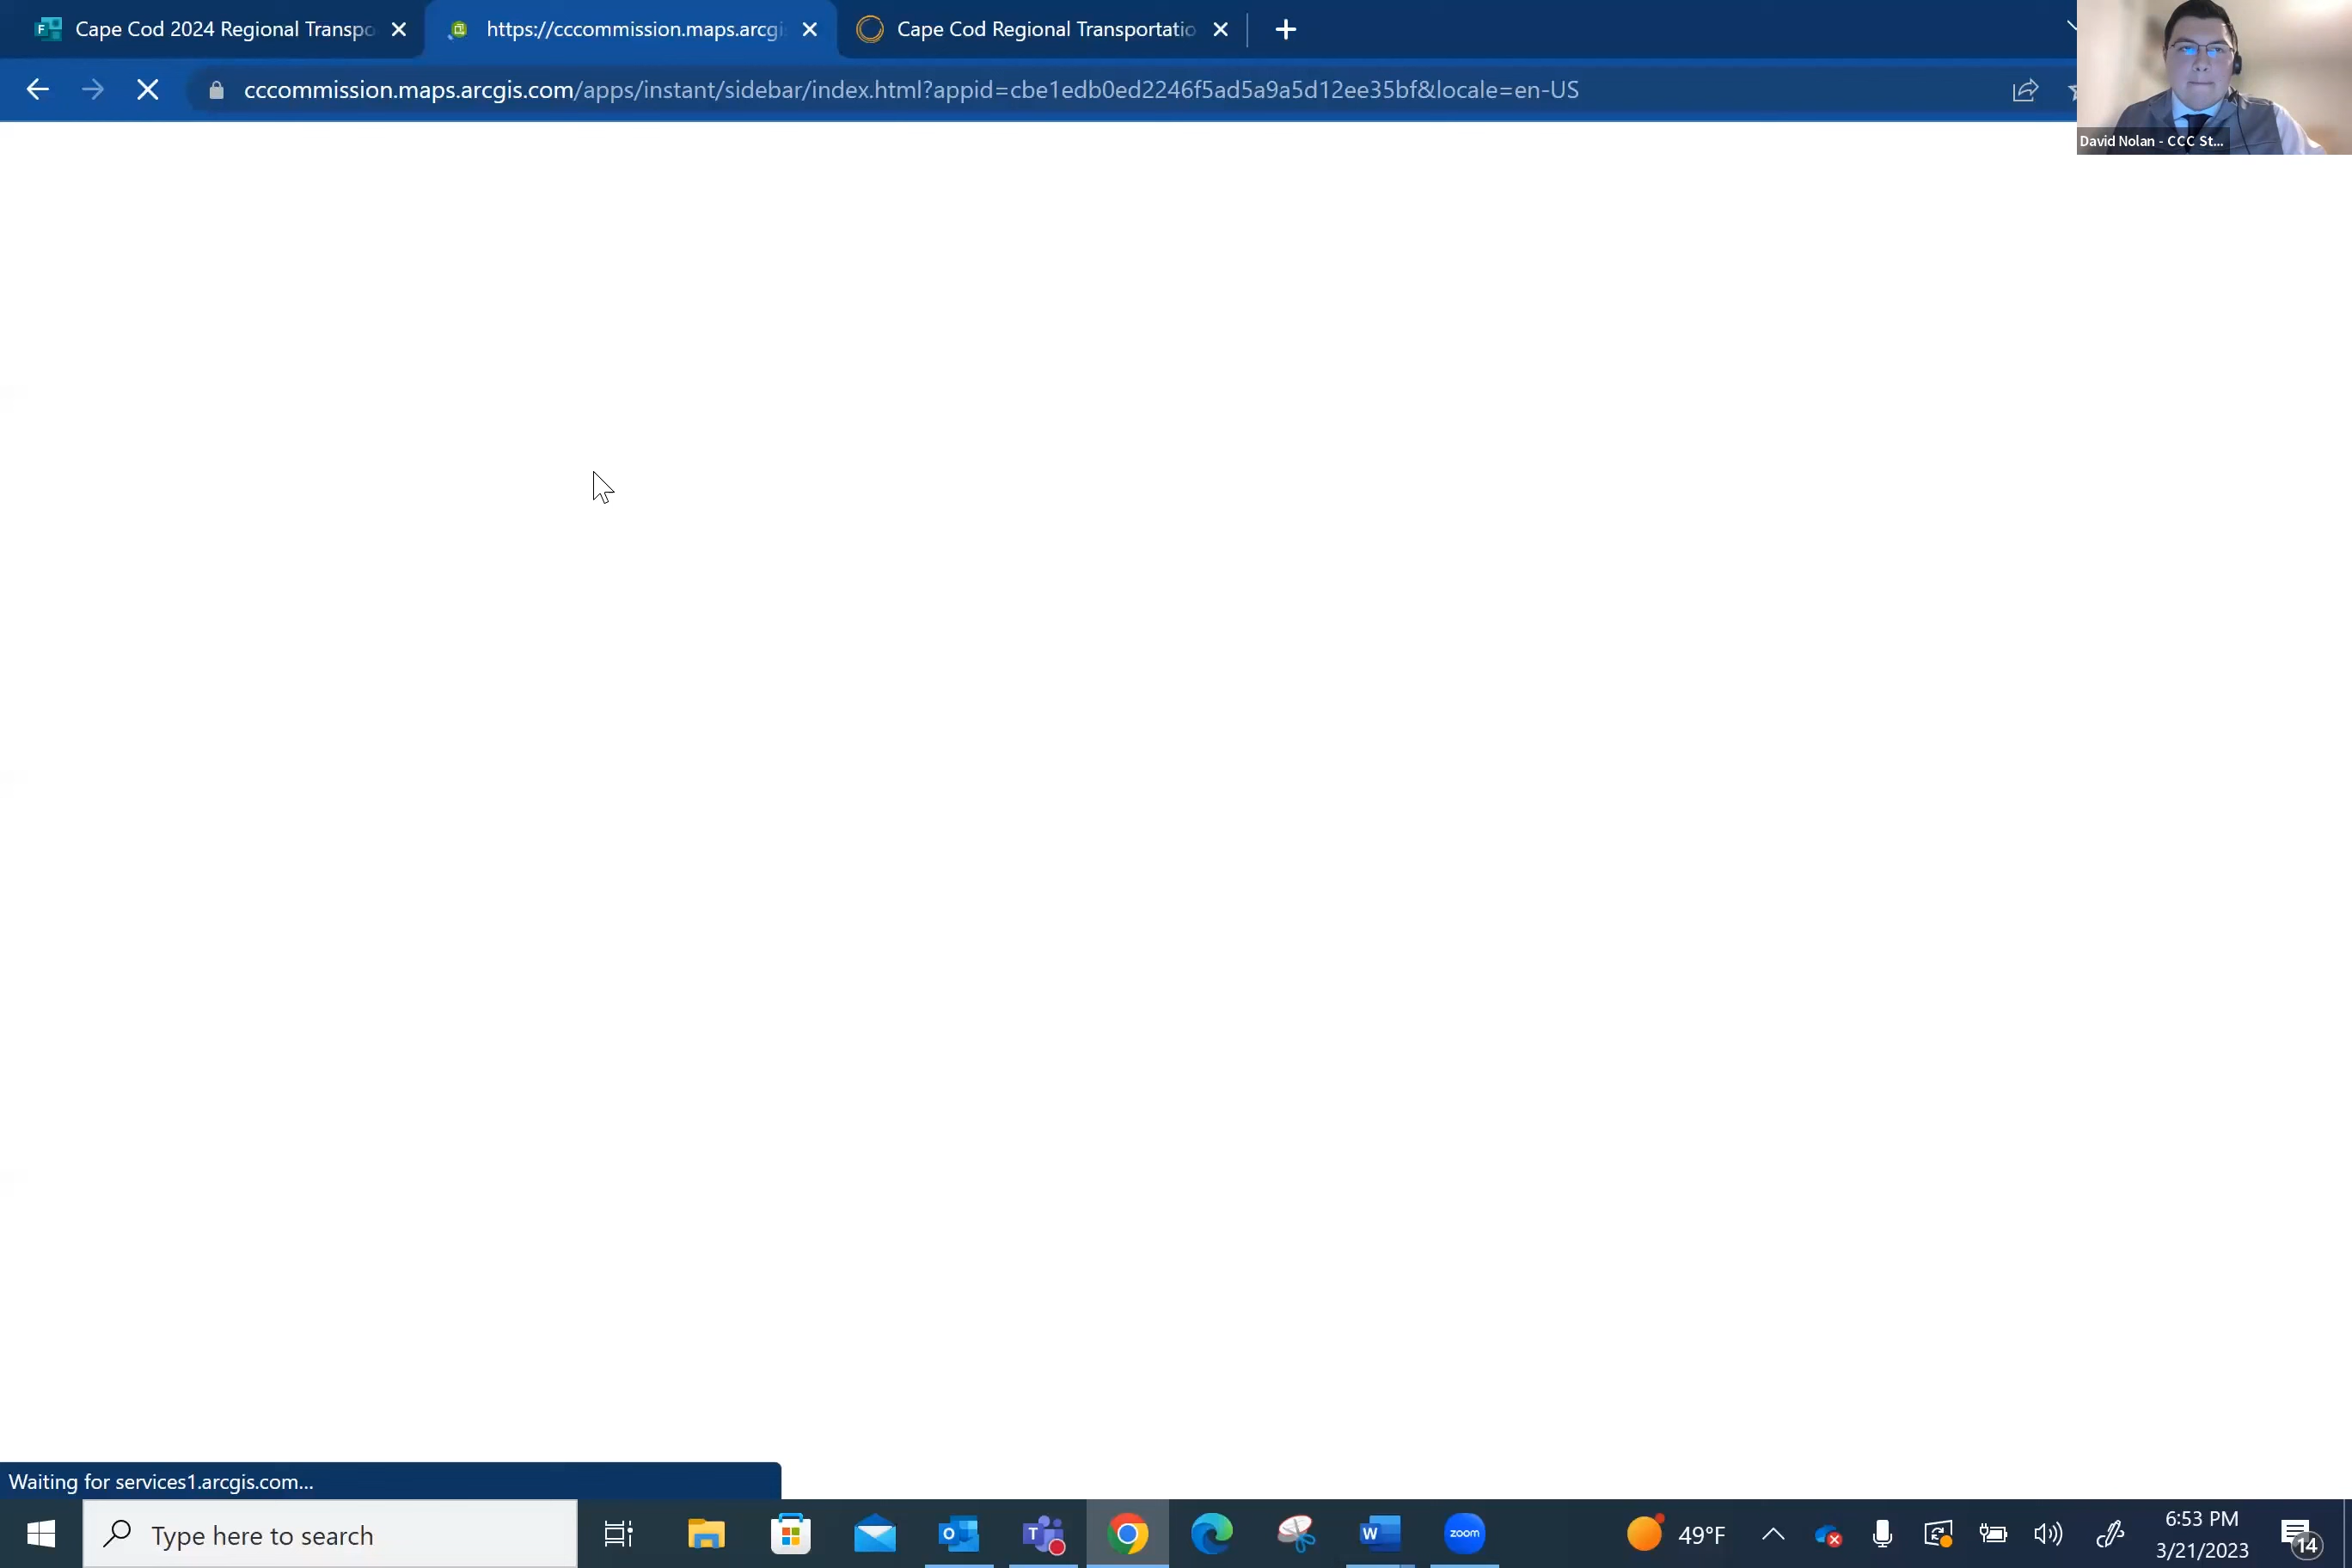 Cape Cod 2024 Regional Transpo
https://cccommission.maps.arcgi
Cape Cod Regional Transportatio
cccommission.maps.arcgis.com/apps/instant/sidebar/index.html?appid=cbe1edb0ed2246f5ad5a9a5d12ee35bf&locale=en-US
David Nolan - CCC St...
Waiting for services1.arcgis.com...
Type here to search
zoom
49°F
6:53 PM
3/21/2023
14